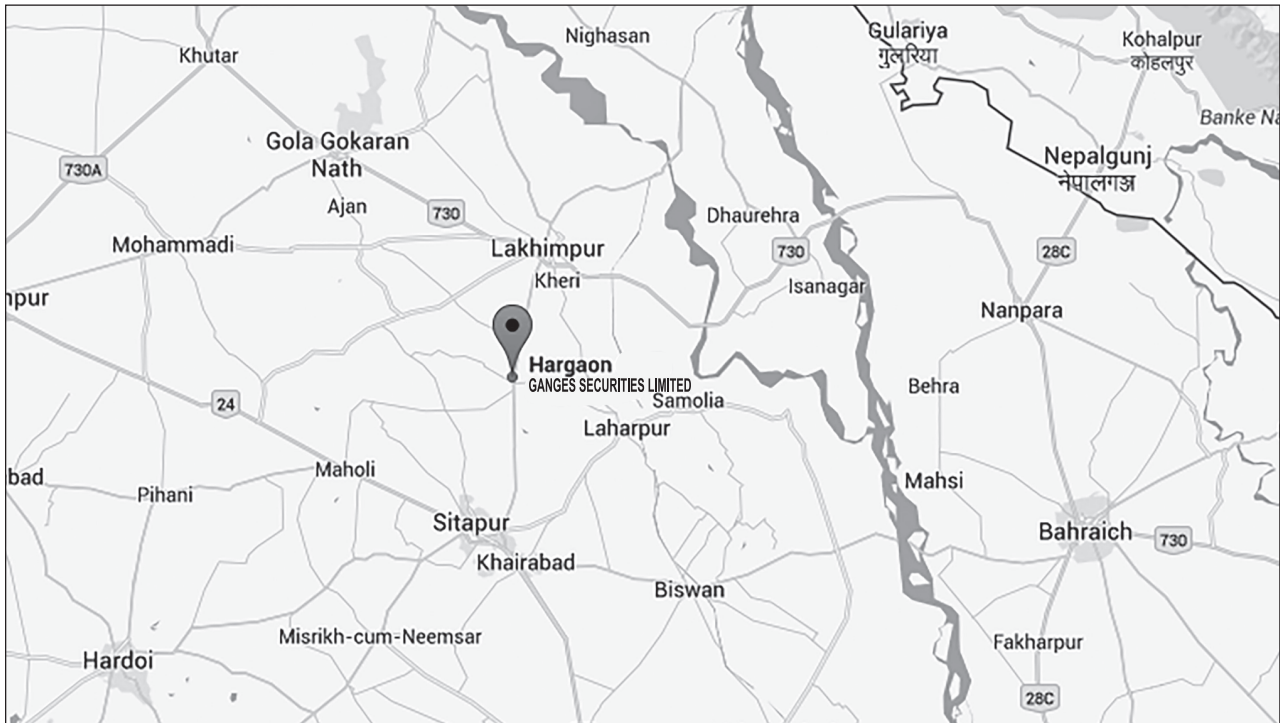 Nighasan
Gulariya
गुलरिया
Kohalpur
कोहलपुर
Khutar
Banke Na
Gola Gokaran
Nath
Nepalgunj
नेपालगञ्ज
730A
Ajan
730
Dhaurehra
Mohammadi
Lakhimpur
730
28C
Kheri
Isanagar
npur
Nanpara
Hargaon
GANGES SECURITIES LIMITED
Behra
Samolia
24
Laharpur
Maholi
bad
Pihani
Mahsi
Sitapur
Bahraich
730
Khairabad
Biswan
Misrikh-cum-Neemsar
Fakharpur
Hardoi
28C